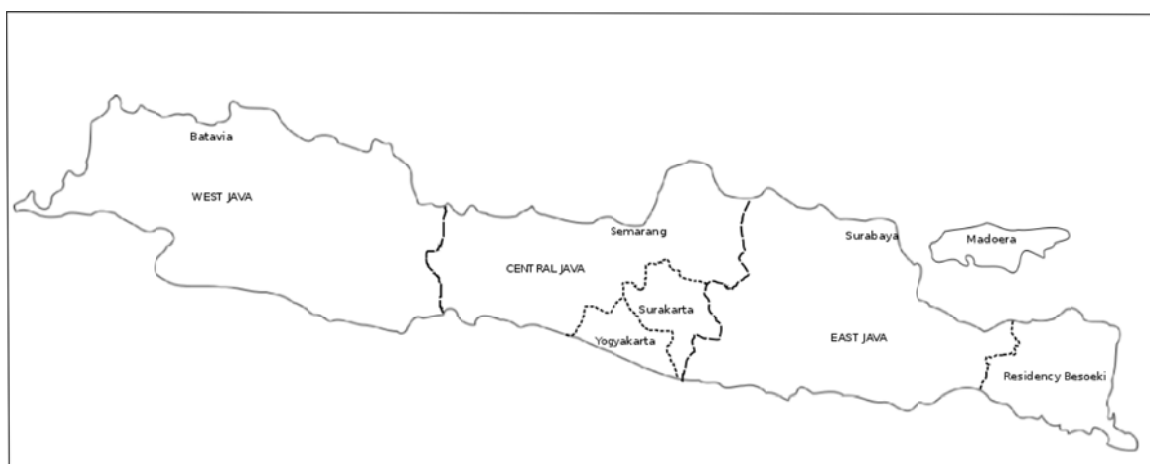 Batavia
WEST JAVA
Semarang
Surabaya
Madoera
CENTRAL JAVA
Surakarta
Yogyakarta
EAST JAVA
Residency Besoeki